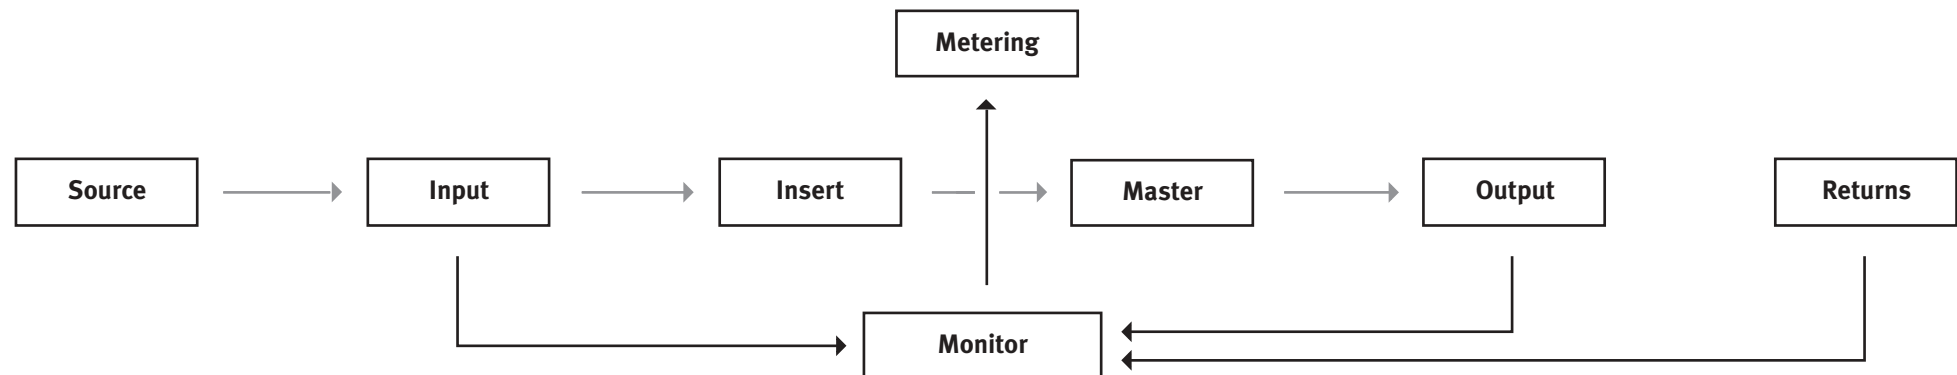 Metering
Source
Input
Insert
Master
Output
Returns
Monitor